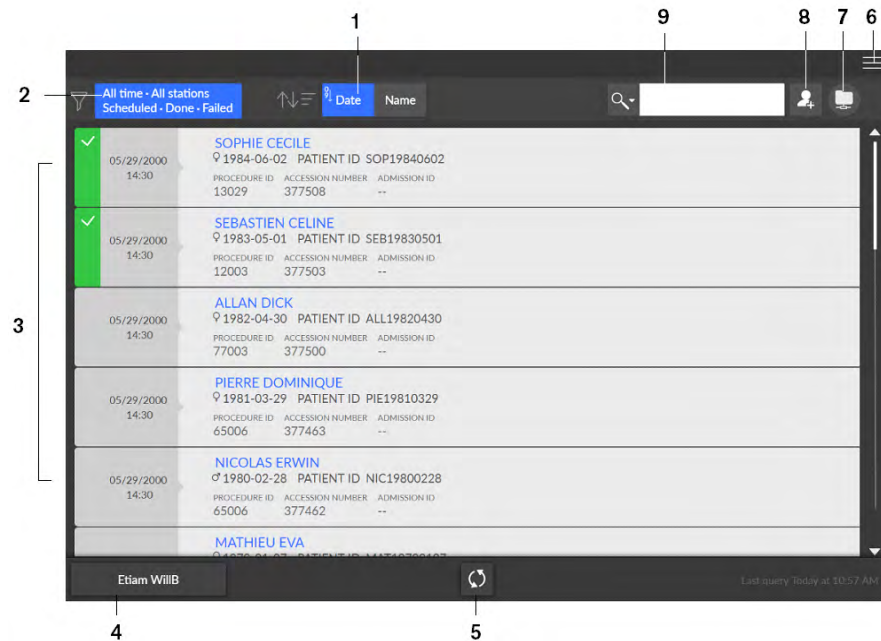 1
9
8
7
6
2
All time · All stations
Scheduled · Done · Failed
Date
Name
SOPHIE CECILE
05/29/2000
14:30
♀ 1984-06-02 PATIENT ID SOP19840602
PROCEDURE ID ACCESSION NUMBER ADMISSION ID
13029 377508 --
SEBASTIEN CELINE
05/29/2000
14:30
♀ 1983-05-01 PATIENT ID SEB19830501
PROCEDURE ID ACCESSION NUMBER ADMISSION ID
12003 377503 --
3
ALLAN DICK
05/29/2000
14:30
♀ 1982-04-30 PATIENT ID ALL19820430
PROCEDURE ID ACCESSION NUMBER ADMISSION ID
77003 377500 --
PIERRE DOMINIQUE
05/29/2000
14:30
♀ 1981-03-29 PATIENT ID PIE19810329
PROCEDURE ID ACCESSION NUMBER ADMISSION ID
65006 377463 --
NICOLAS ERWIN
05/29/2000
14:30
♂ 1980-02-28 PATIENT ID NIC19800228
PROCEDURE ID ACCESSION NUMBER ADMISSION ID
65006 377462 --
MATHIEU EVA
PATIENT ID
Etiam WillB
Last query Today at 10:57 AM
4
5